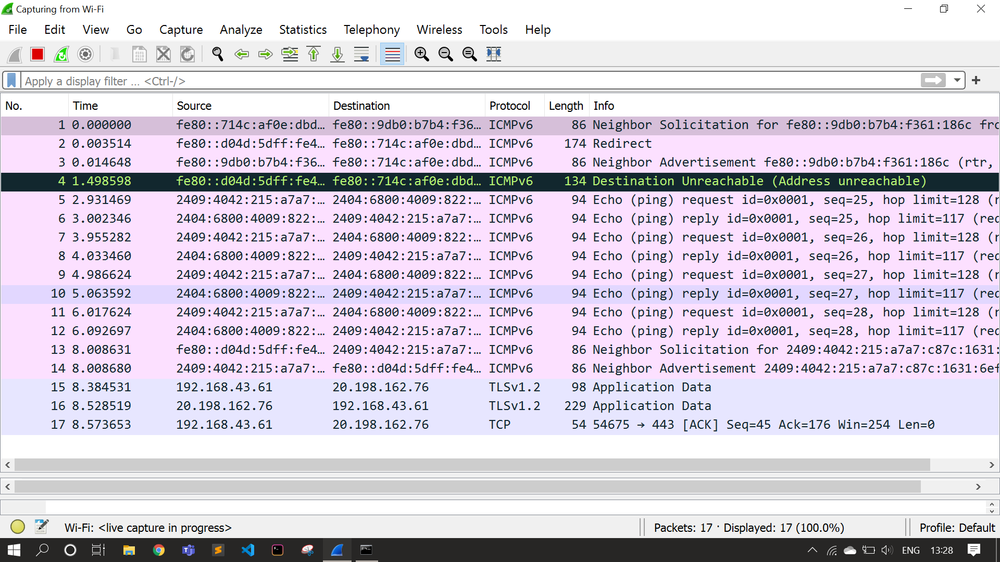 Capturing from Wi-Fi
File Edit View Go Capture Analyze Statistics Telephony Wireless Tools Help
Apply a display filter … <Ctrl-/>
No. Time Source Destination Protocol Length Info
1 0.000000 fe80::714c:af0e:dbd… fe80::9db0:b7b4:f36… ICMPv6 86 Neighbor Solicitation for fe80::9db0:b7b4:f361:186c fro
2 0.003514 fe80::d04d:5dff:fe4… fe80::714c:af0e:dbd… ICMPv6 174 Redirect
3 0.014648 fe80::9db0:b7b4:f36… fe80::714c:af0e:dbd… ICMPv6 86 Neighbor Advertisement fe80::9db0:b7b4:f361:186c (rtr,
4 1.498598 fe80::d04d:5dff:fe4… fe80::714c:af0e:dbd… ICMPv6 134 Destination Unreachable (Address unreachable)
5 2.931469 2409:4042:215:a7a7:… 2404:6800:4009:822:… ICMPv6 94 Echo (ping) request id=0x0001, seq=25, hop limit=128 (r
6 3.002346 2404:6800:4009:822:… 2409:4042:215:a7a7:… ICMPv6 94 Echo (ping) reply id=0x0001, seq=25, hop limit=117 (req
7 3.955282 2409:4042:215:a7a7:… 2404:6800:4009:822:… ICMPv6 94 Echo (ping) request id=0x0001, seq=26, hop limit=128 (r
8 4.033460 2404:6800:4009:822:… 2409:4042:215:a7a7:… ICMPv6 94 Echo (ping) reply id=0x0001, seq=26, hop limit=117 (req
9 4.986624 2409:4042:215:a7a7:… 2404:6800:4009:822:… ICMPv6 94 Echo (ping) request id=0x0001, seq=27, hop limit=128 (r
10 5.063592 2404:6800:4009:822:… 2409:4042:215:a7a7:… ICMPv6 94 Echo (ping) reply id=0x0001, seq=27, hop limit=117 (req
11 6.017624 2409:4042:215:a7a7:… 2404:6800:4009:822:… ICMPv6 94 Echo (ping) request id=0x0001, seq=28, hop limit=128 (r
12 6.092697 2404:6800:4009:822:… 2409:4042:215:a7a7:… ICMPv6 94 Echo (ping) reply id=0x0001, seq=28, hop limit=117 (req
13 8.008631 fe80::d04d:5dff:fe4… 2409:4042:215:a7a7:… ICMPv6 86 Neighbor Solicitation for 2409:4042:215:a7a7:c87c:1631:
14 8.008680 2409:4042:215:a7a7:… fe80::d04d:5dff:fe4… ICMPv6 86 Neighbor Advertisement 2409:4042:215:a7a7:c87c:1631:6ef
15 8.384531 192.168.43.61 20.198.162.76 TLSv1.2 98 Application Data
16 8.528519 20.198.162.76 192.168.43.61 TLSv1.2 229 Application Data
17 8.573653 192.168.43.61 20.198.162.76 TCP 54 54675 → 443 [ACK] Seq=45 Ack=176 Win=254 Len=0
Wi-Fi: <live capture in progress> Packets: 17 · Displayed: 17 (100.0%) Profile: Default
ENG 13:28